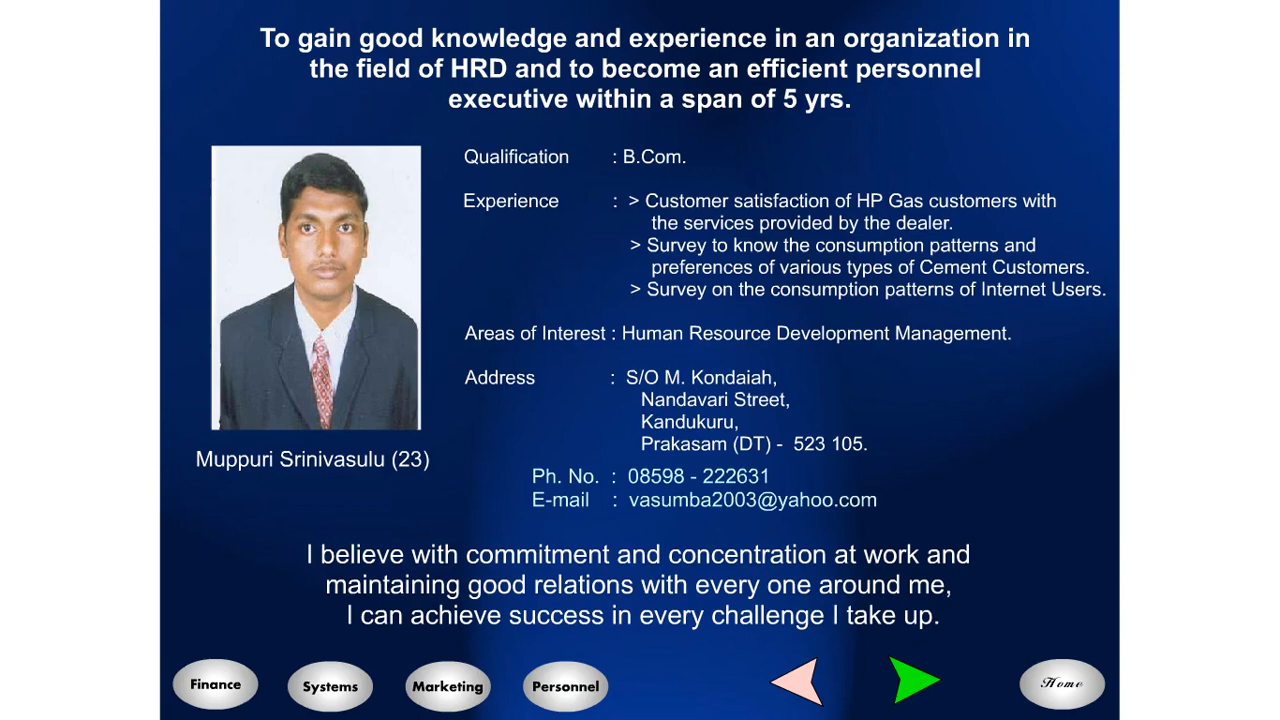 To gain good knowledge and experience in an organization in
the field of HRD and to become an efficient personnel
executive within a span of 5 yrs.
Qualification : B.Com.
Experience : > Customer satisfaction of HP Gas customers with
the services provided by the dealer.
> Survey to know the consumption patterns and
preferences of various types of Cement Customers.
> Survey on the consumption patterns of Internet Users.
Areas of Interest : Human Resource Development Management.
Address : S/O M. Kondaiah,
Nandavari Street,
Kandukuru,
Prakasam (DT) - 523 105.
Muppuri Srinivasulu (23)
Ph. No. : 08598 - 222631
E-mail : vasumba2003@yahoo.com
I believe with commitment and concentration at work and
maintaining good relations with every one around me,
I can achieve success in every challenge I take up.
Finance Systems Marketing Personnel Home